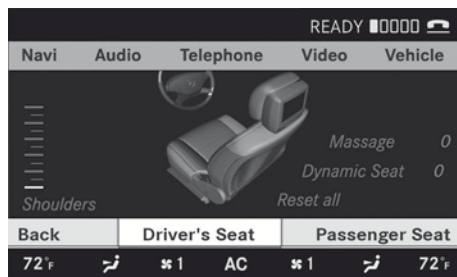 READY
Navi Audio Telephone Video Vehicle
Massage 0
Dynamic Seat 0
Shoulders Reset all
Back Driver's Seat Passenger Seat
72°F 1 AC 1 72°F